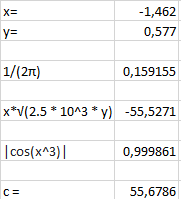 x= -1,462
y= 0,577
1/(2π) 0,159155
x*√(2.5 * 10^3 * y) -55,5271
|cos(x^3)| 0,999861
c = 55,6786